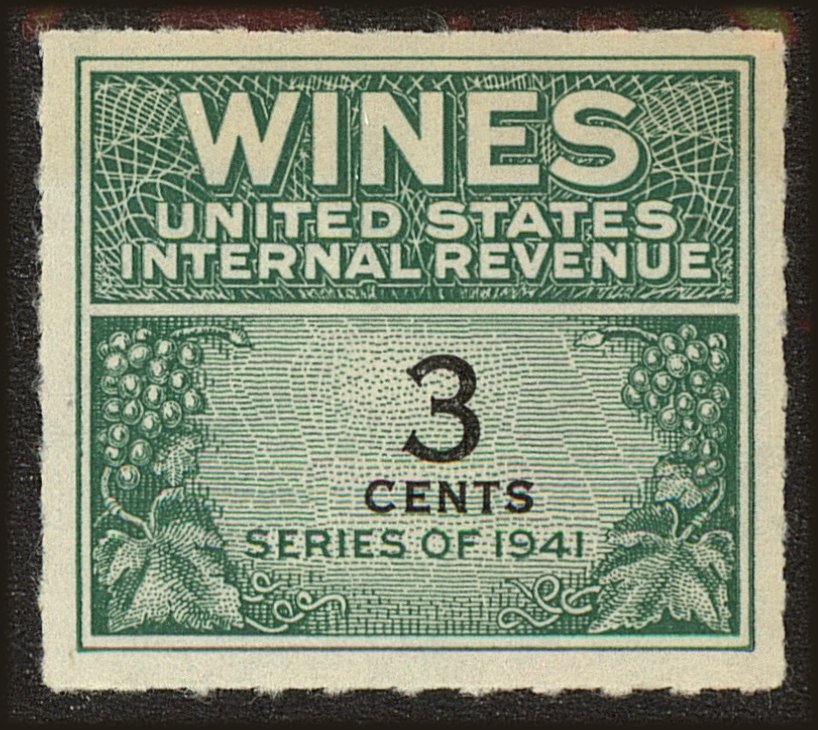 WINES
UNITED STATES
INTERNAL REVENUE
3
CENTS
SERIES OF 1941